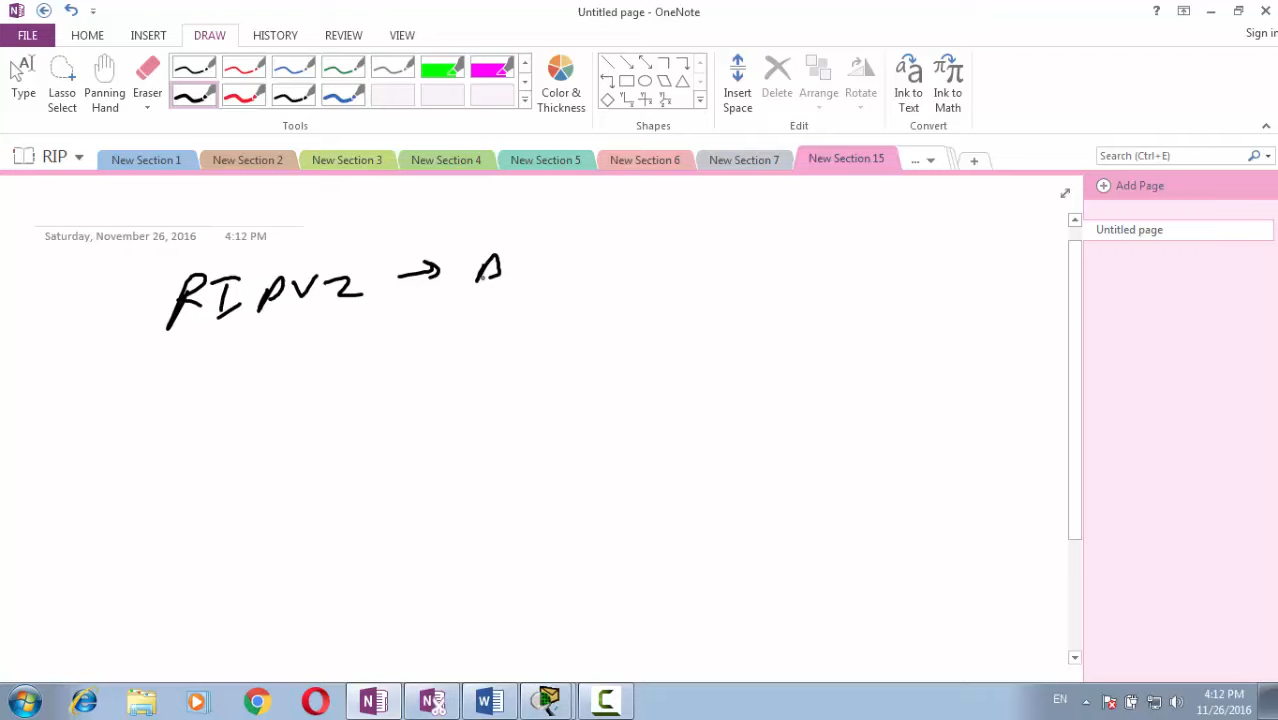 Untitled page - OneNote
?
FILE HOME INSERT DRAW HISTORY REVIEW VIEW
Sign in
Type Lasso Select Panning Hand Eraser Color & Thickness Insert Space Delete Arrange Rotate Ink to Text Ink to Math
Tools Shapes Edit Convert
RIP New Section 1 New Section 2 New Section 3 New Section 4 New Section 5 New Section 6 New Section 7 New Section 15 ... Search (Ctrl+E)
Add Page
Untitled page
Saturday, November 26, 2016 4:12 PM
RIPV2 → A
EN 4:12 PM
11/26/2016